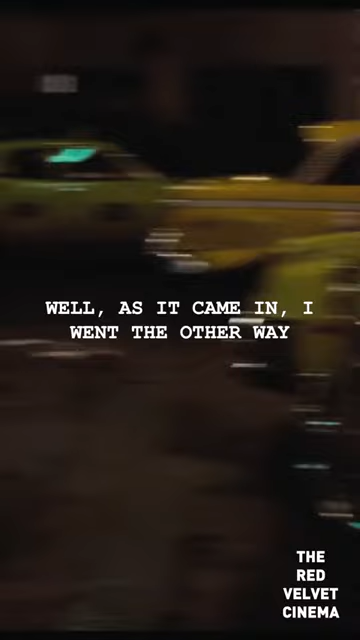 WELL, AS IT CAME IN, I
WENT THE OTHER WAY
THE
RED
VELVET
CINEMA